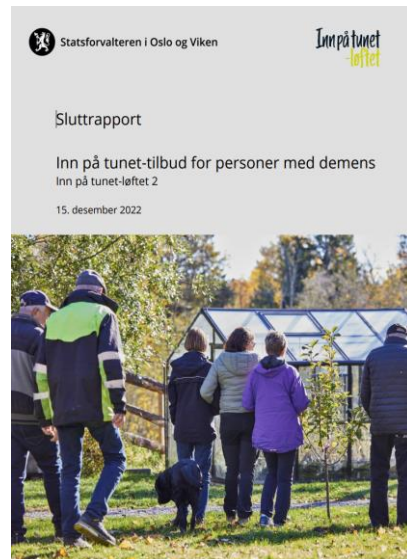 Statsforvalteren i Oslo og Viken
Inn på tunet
-løftet
Sluttrapport
Inn på tunet-tilbud for personer med demens
Inn på tunet-løftet 2
15. desember 2022